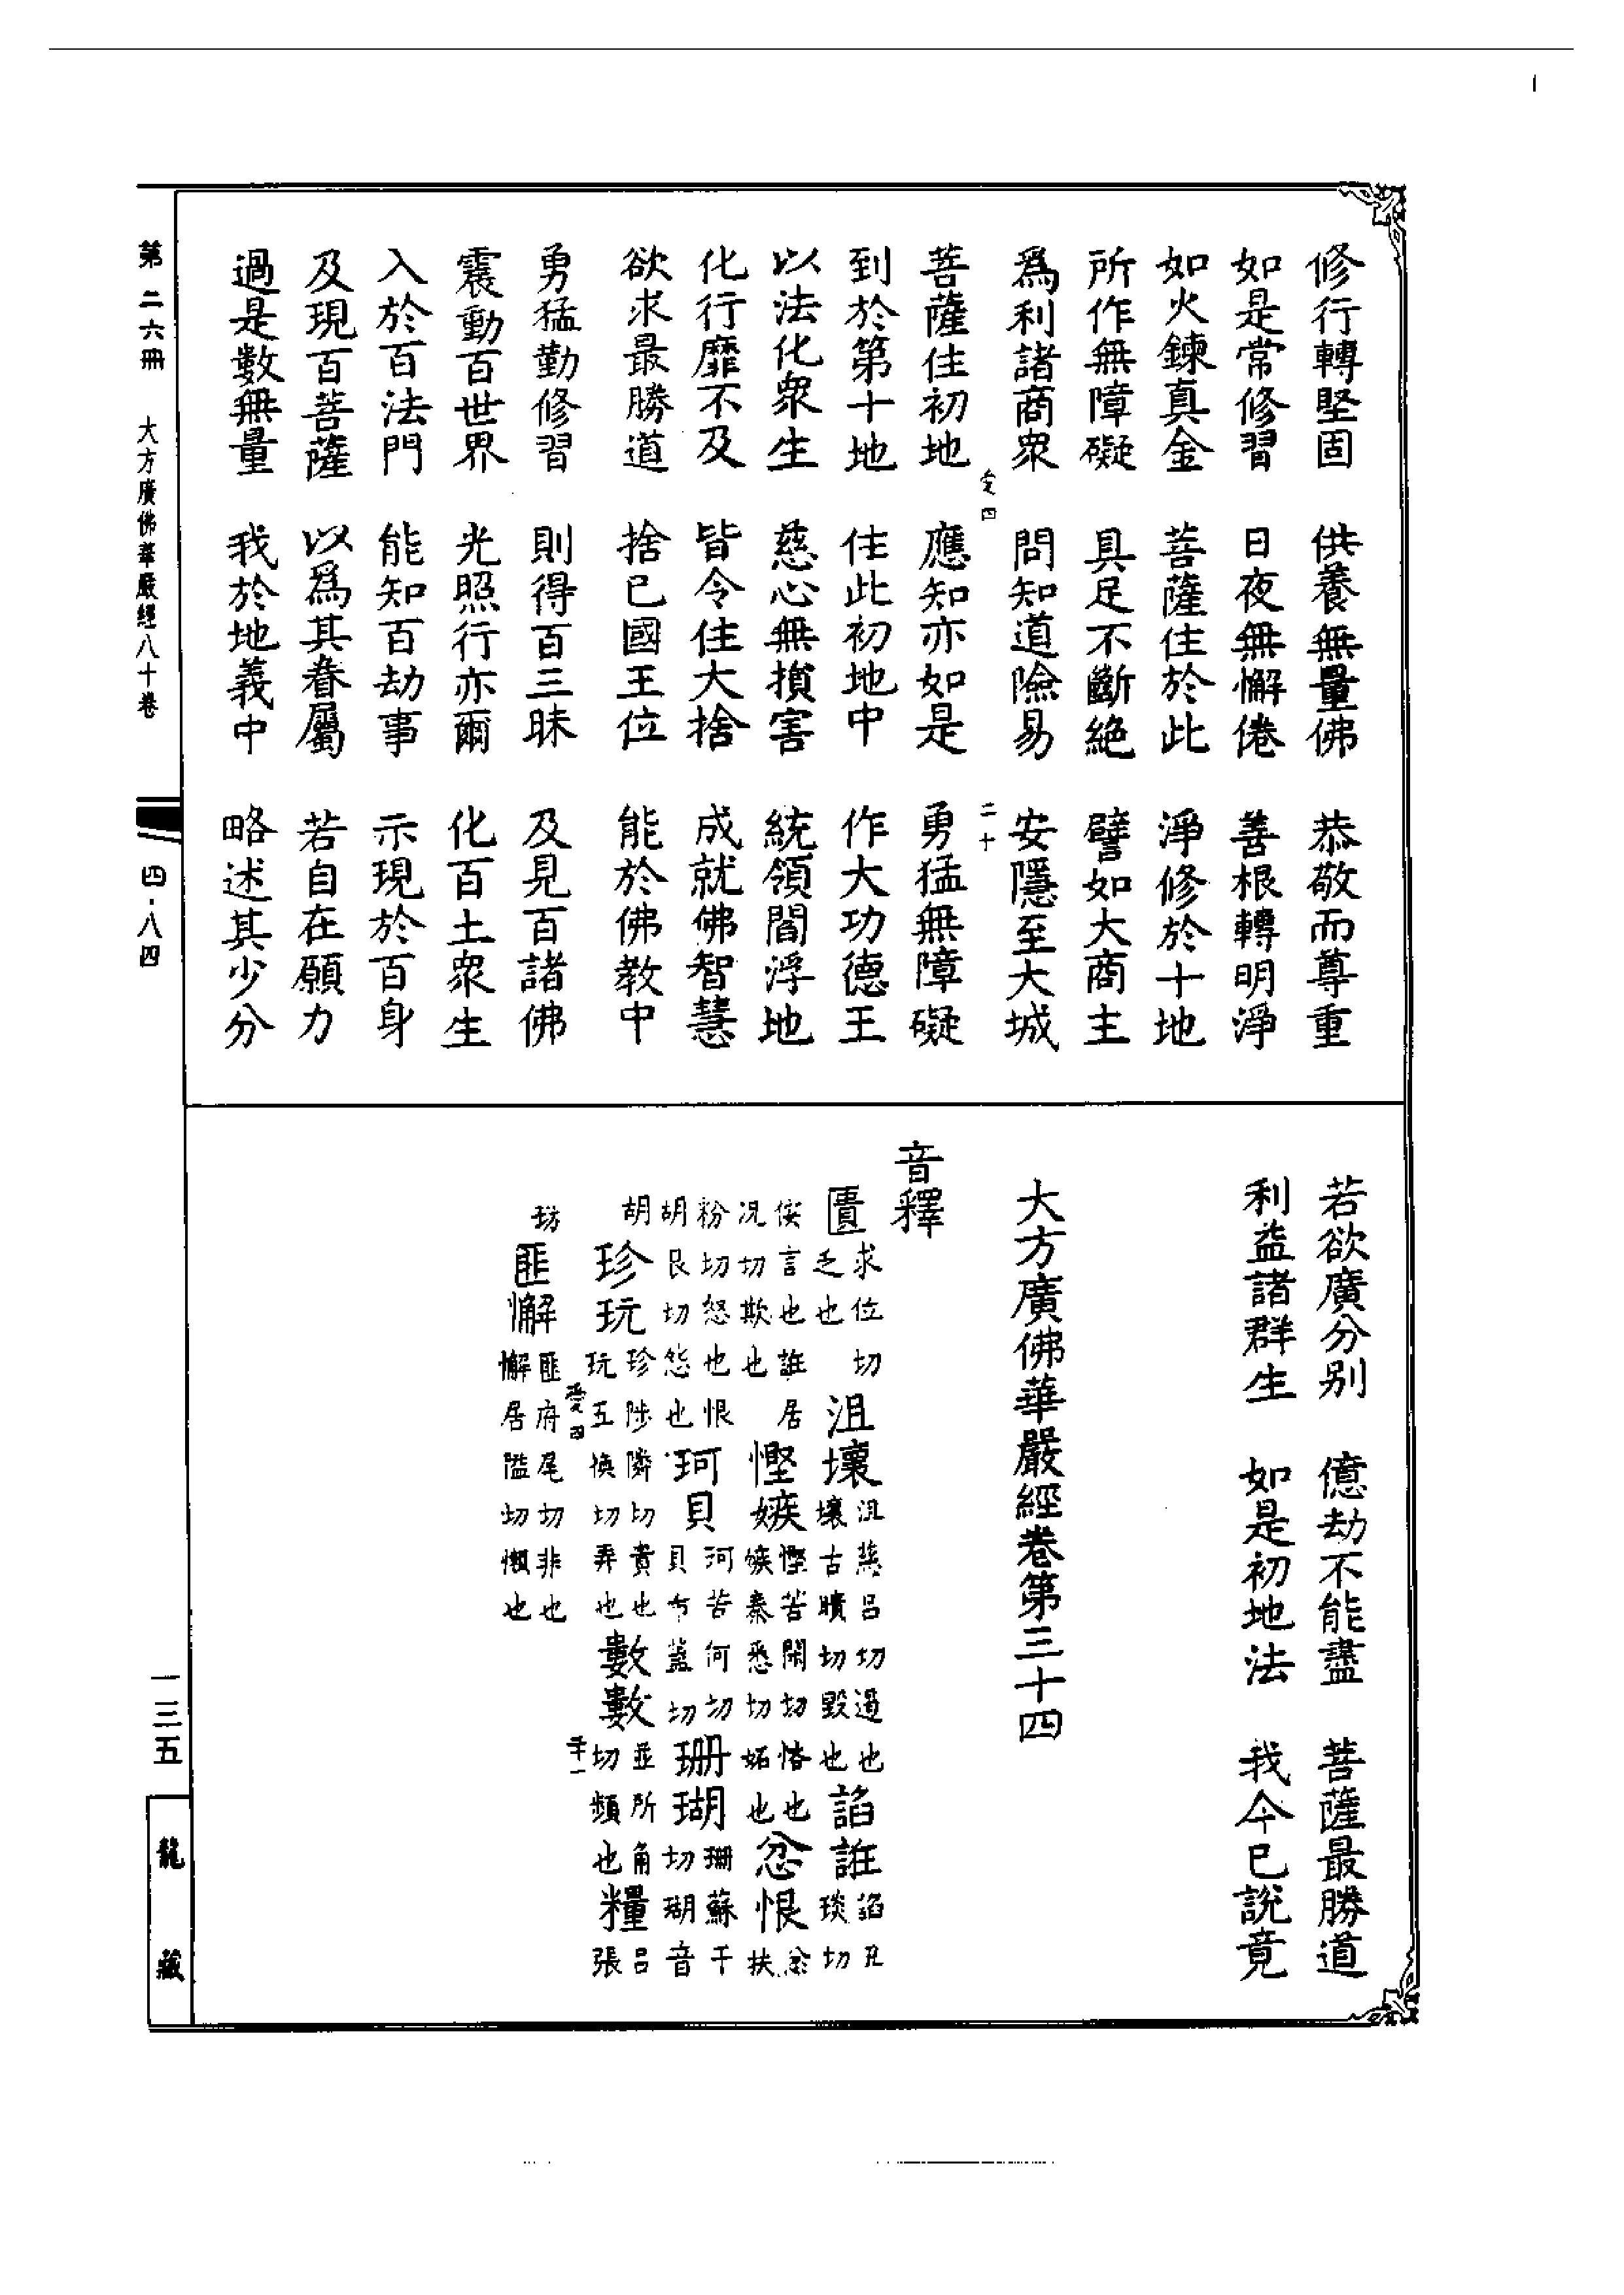 修行轉堅固　供養無量佛　恭敬而尊重
如是常修習　日夜無懈倦　善根轉明淨
如火鍊真金　菩薩住於此　淨修於十地
所作無障礙　具足不斷絕　譬如大商主
爲利諸商衆　問知道險易　安隱至大城
二十
菩薩住初地　應知亦如是　勇猛無障礙
到於第十地　住此初地中　作大功德王
以法化衆生　慈心無損害　統領閻浮地
化行靡不及　皆令住大捨　成就佛智慧
欲求最勝道　捨已國王位　能於佛教中
勇猛勤修習　則得百三昧　及見百諸佛
震動百世界　光照行亦爾　化百土衆生
入於百法門　能知百劫事　示現於百身
及現百菩薩　以爲其眷屬　若自在願力
過是數無量　我於地義中　略述其少分
若欲廣分别　億劫不能盡　菩薩最勝道
利益諸群生　如是初地法　我今已說竟
大方廣佛華嚴經卷第三十四
音釋
匱求位切乏也　沮壞沮慈呂切遏也壞古瞶切毀也　諂誑諂丑琰切
佞言也誑居况切欺也　慳嫉慳苦閑切悋也嫉秦悉切妬也　忿恨忿扶
粉切怒也恨胡艮切怨也　珂貝珂苦何切貝布蓋切　珊瑚珊蘇干切瑚音
胡　珍玩珍陟鄰切貴也玩五換切弄也　數數並所角切頻也　糧呂張
切　匪懈匪府尾切非也懈居隘切懶也
第二六冊　大方廣佛華嚴經八十卷　四·八四
一三五
龍藏